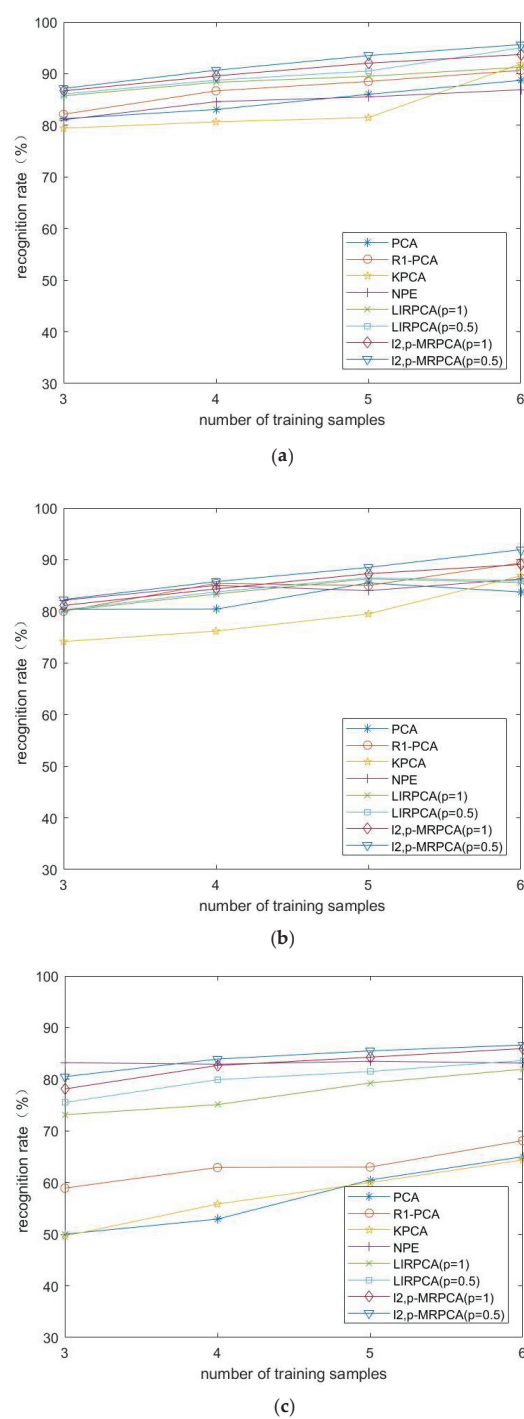 100
90
80
70
60
50
40
30
recognition rate（%）
PCA
R1-PCA
KPCA
NPE
LIRPCA(p=1)
LIRPCA(p=0.5)
l2,p-MRPCA(p=1)
l2,p-MRPCA(p=0.5)
3 4 5 6
number of training samples
(a)
100
90
80
70
60
50
40
30
recognition rate（%）
PCA
R1-PCA
KPCA
NPE
LIRPCA(p=1)
LIRPCA(p=0.5)
l2,p-MRPCA(p=1)
l2,p-MRPCA(p=0.5)
3 4 5 6
number of training samples
(b)
100
90
80
70
60
50
40
30
recognition rate（%）
PCA
R1-PCA
KPCA
NPE
LIRPCA(p=1)
LIRPCA(p=0.5)
l2,p-MRPCA(p=1)
l2,p-MRPCA(p=0.5)
3 4 5 6
number of training samples
(c)